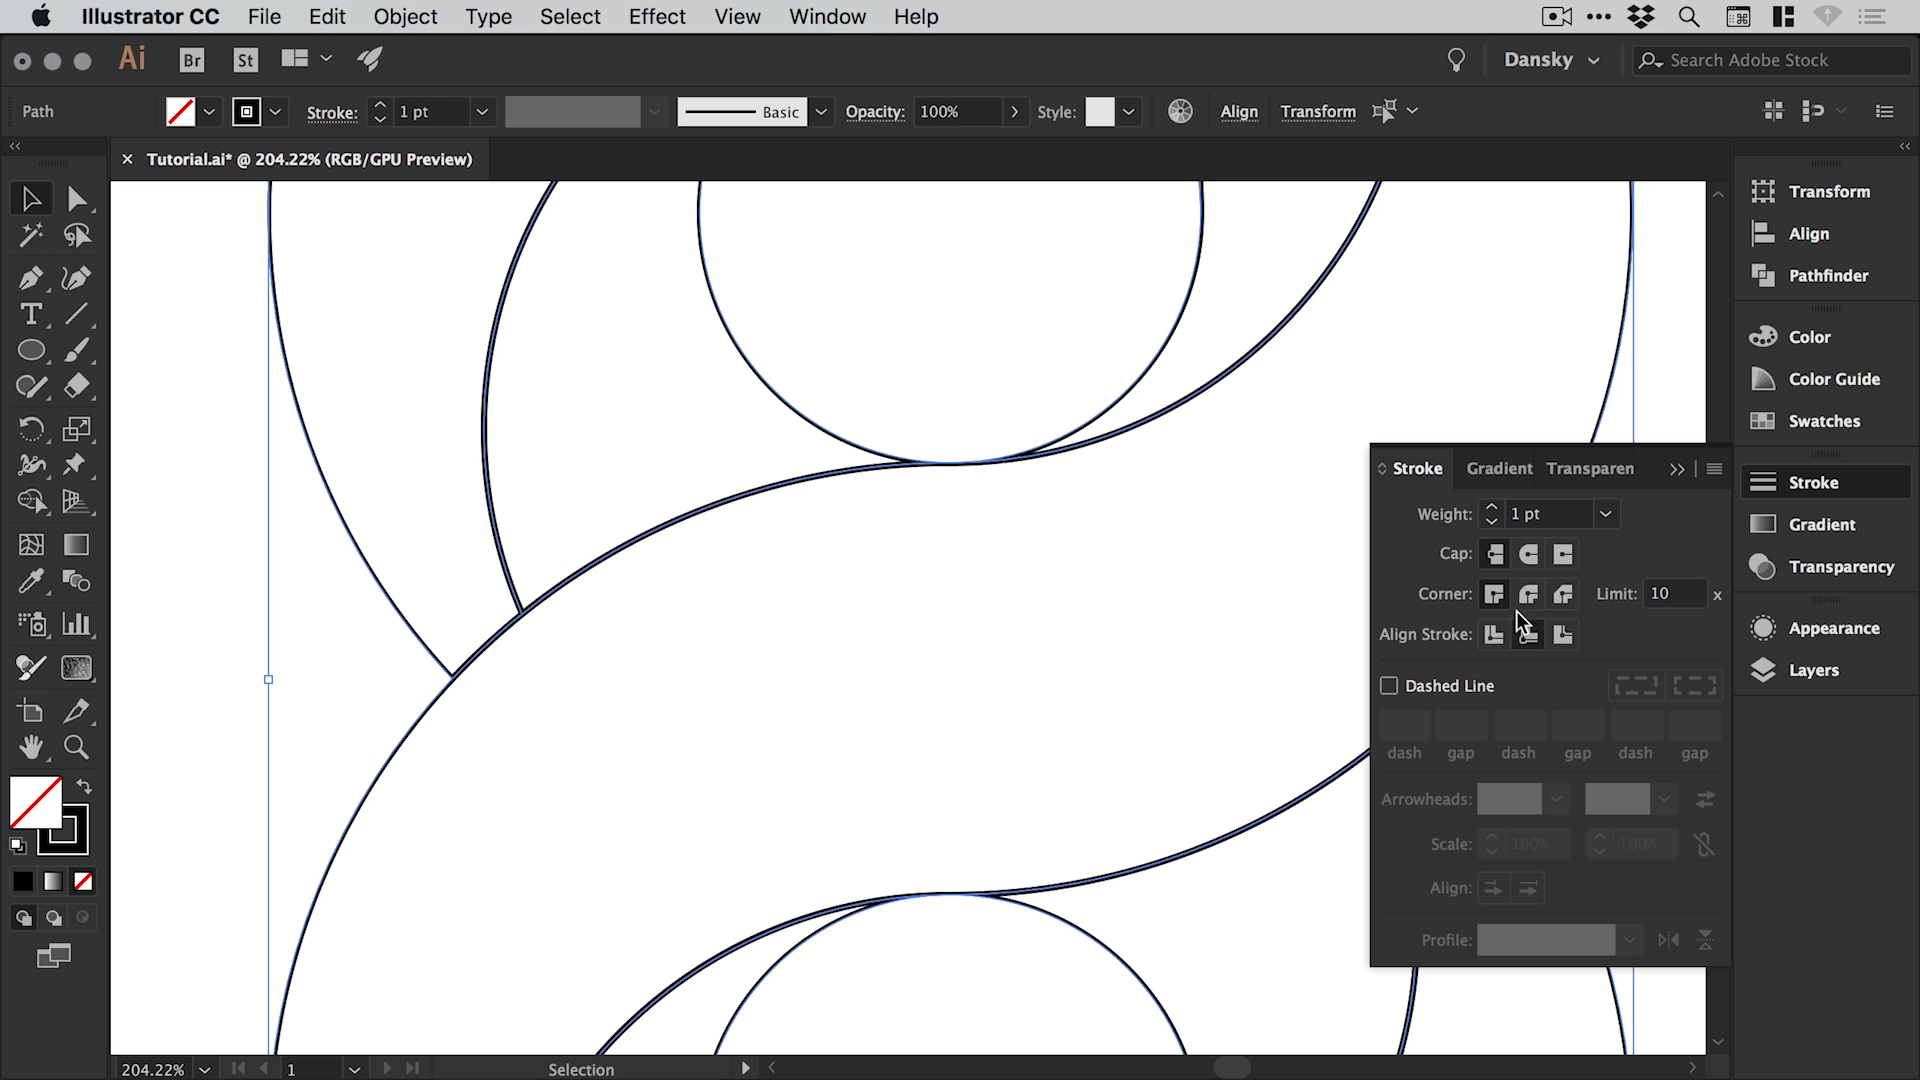 Illustrator CC File Edit Object Type Select Effect View Window Help
Ai Br St Dansky Search Adobe Stock
Path Stroke: 1 pt Basic Opacity: 100% Style: Align Transform
× Tutorial.ai* @ 204.22% (RGB/GPU Preview)
Transform
Align
Pathfinder
Color
Color Guide
Swatches
Stroke
Gradient
Transparency
Appearance
Layers
Stroke Gradient Transparen
Weight: 1 pt
Cap:
Corner: Limit: 10 x
Align Stroke:
Dashed Line
dash gap dash gap dash gap
Arrowheads:
Scale: 100% 100%
Align:
Profile:
204.22% 1 Selection